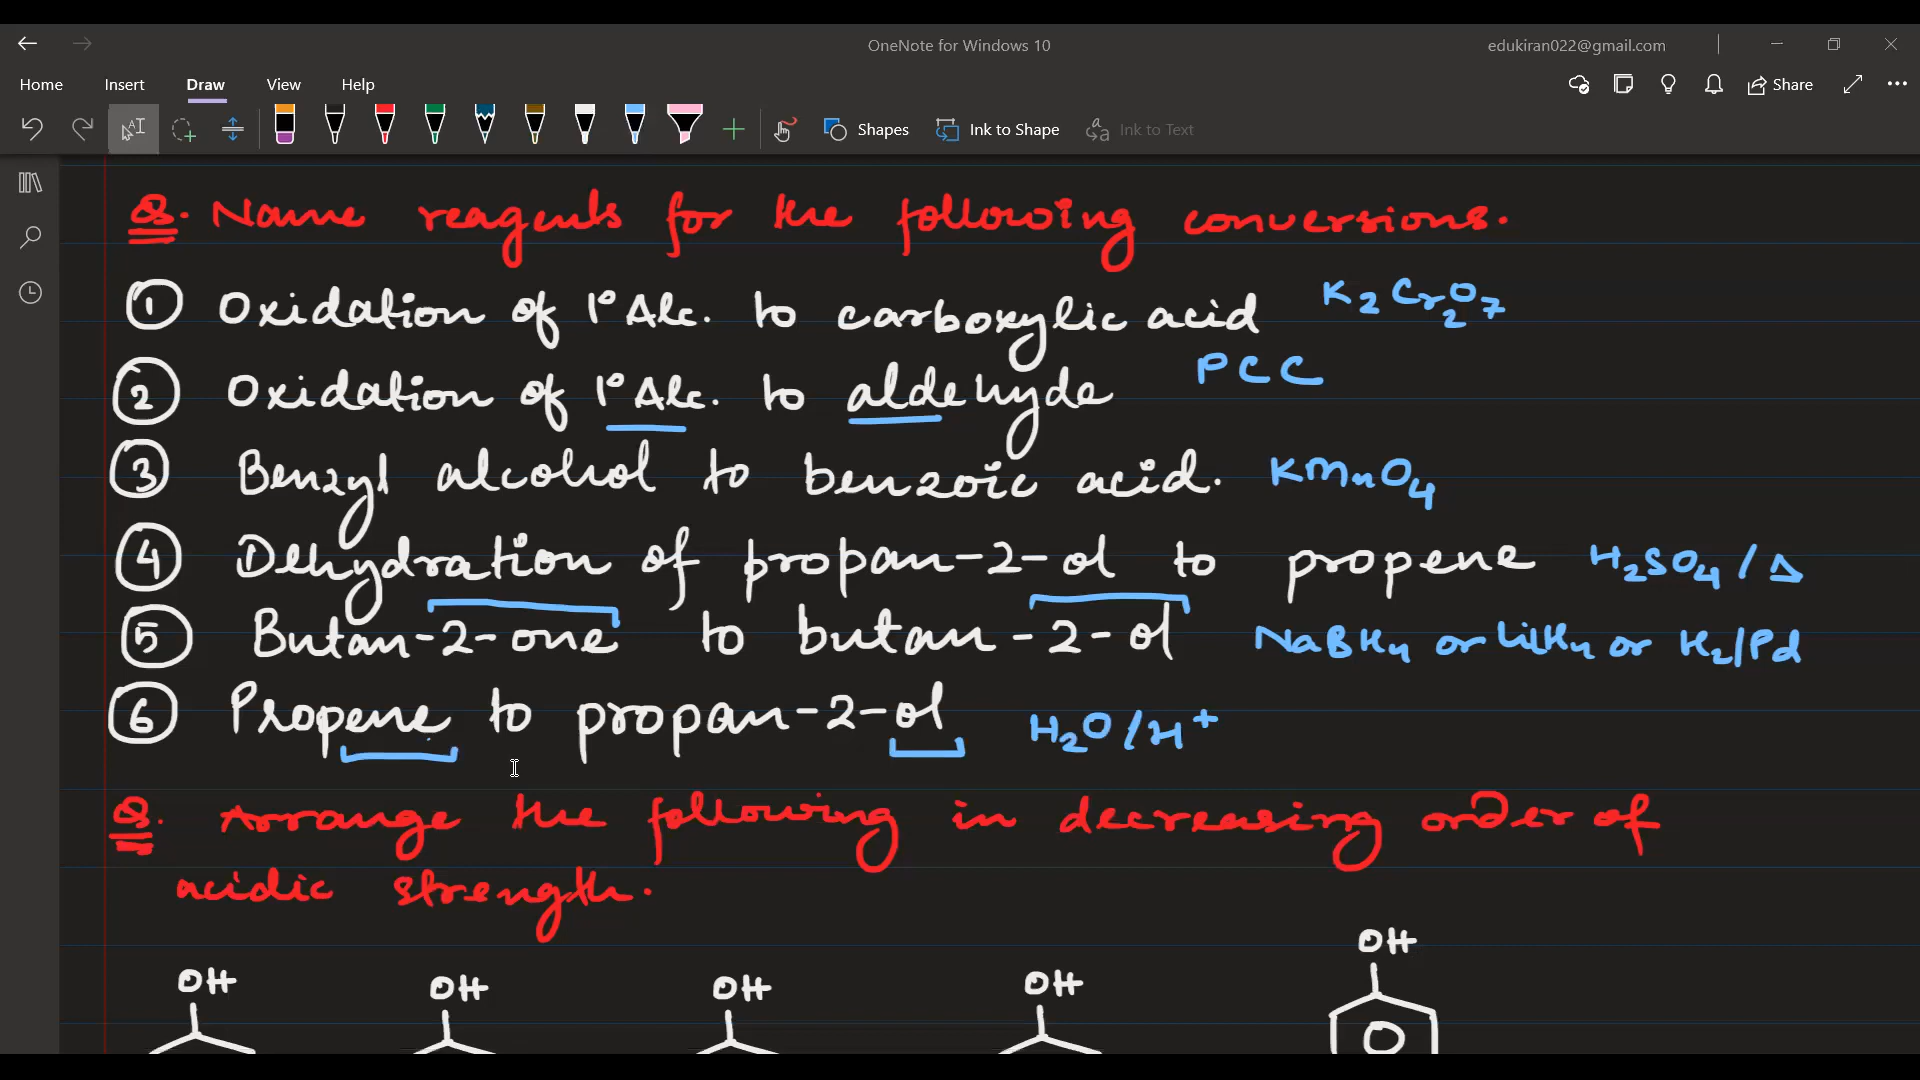 OneNote for Windows 10
edukiran022@gmail.com
Home Insert Draw View Help
Share
Shapes Ink to Shape Ink to Text
Q. Name reagents for the following conversions.
① Oxidation of 1° Alc. to carboxylic acid K₂Cr₂O₇
② Oxidation of 1° Alc. to aldehyde PCC
③ Benzyl alcohol to benzoic acid. KMnO₄
④ Dehydration of propan-2-ol to propene H₂SO₄/Δ
⑤ Butan-2-one to butan-2-ol NaBH₄ or LiH₄ or H₂/Pd
⑥ Propene to propan-2-ol H₂O/H⁺
Q. Arrange the following in decreasing order of
acidic strength.
OH OH OH OH OH